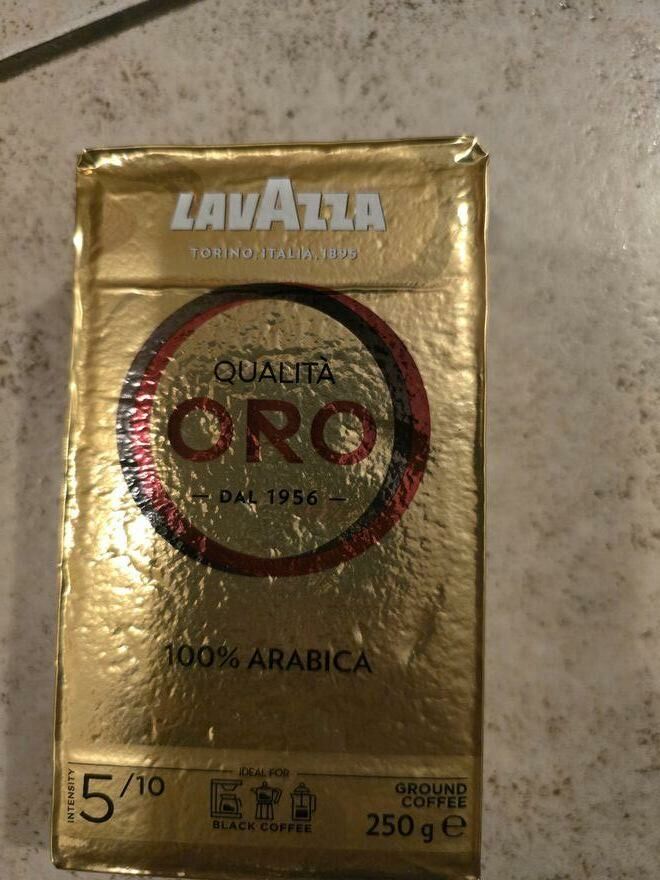 LAVAZZA
TORINO, ITALIA, 1895
QUALITÀ
ORO
— DAL 1956 —
100% ARABICA
INTENSITY
5/10
IDEAL FOR
BLACK COFFEE
GROUND
COFFEE
250 g ℮